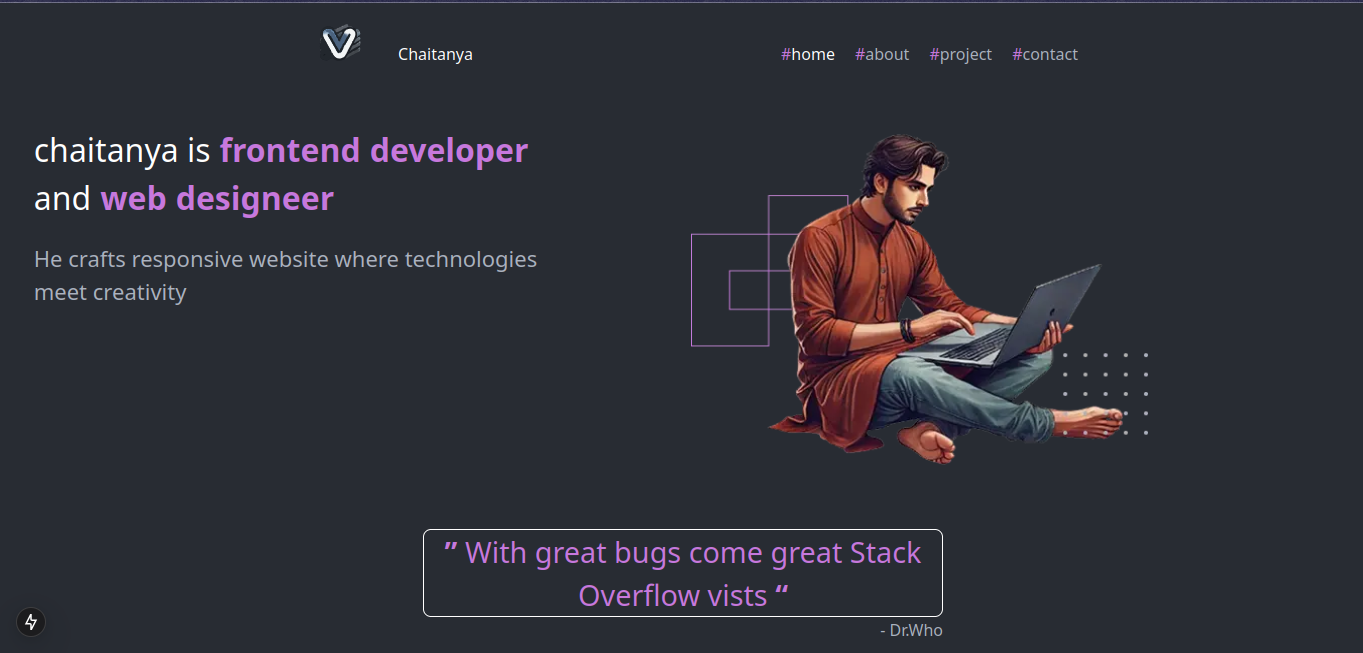 Chaitanya
#home #about #project #contact
chaitanya is frontend developer
and web designeer
He crafts responsive website where technologies
meet creativity
” With great bugs come great Stack
Overflow vists “
- Dr.Who